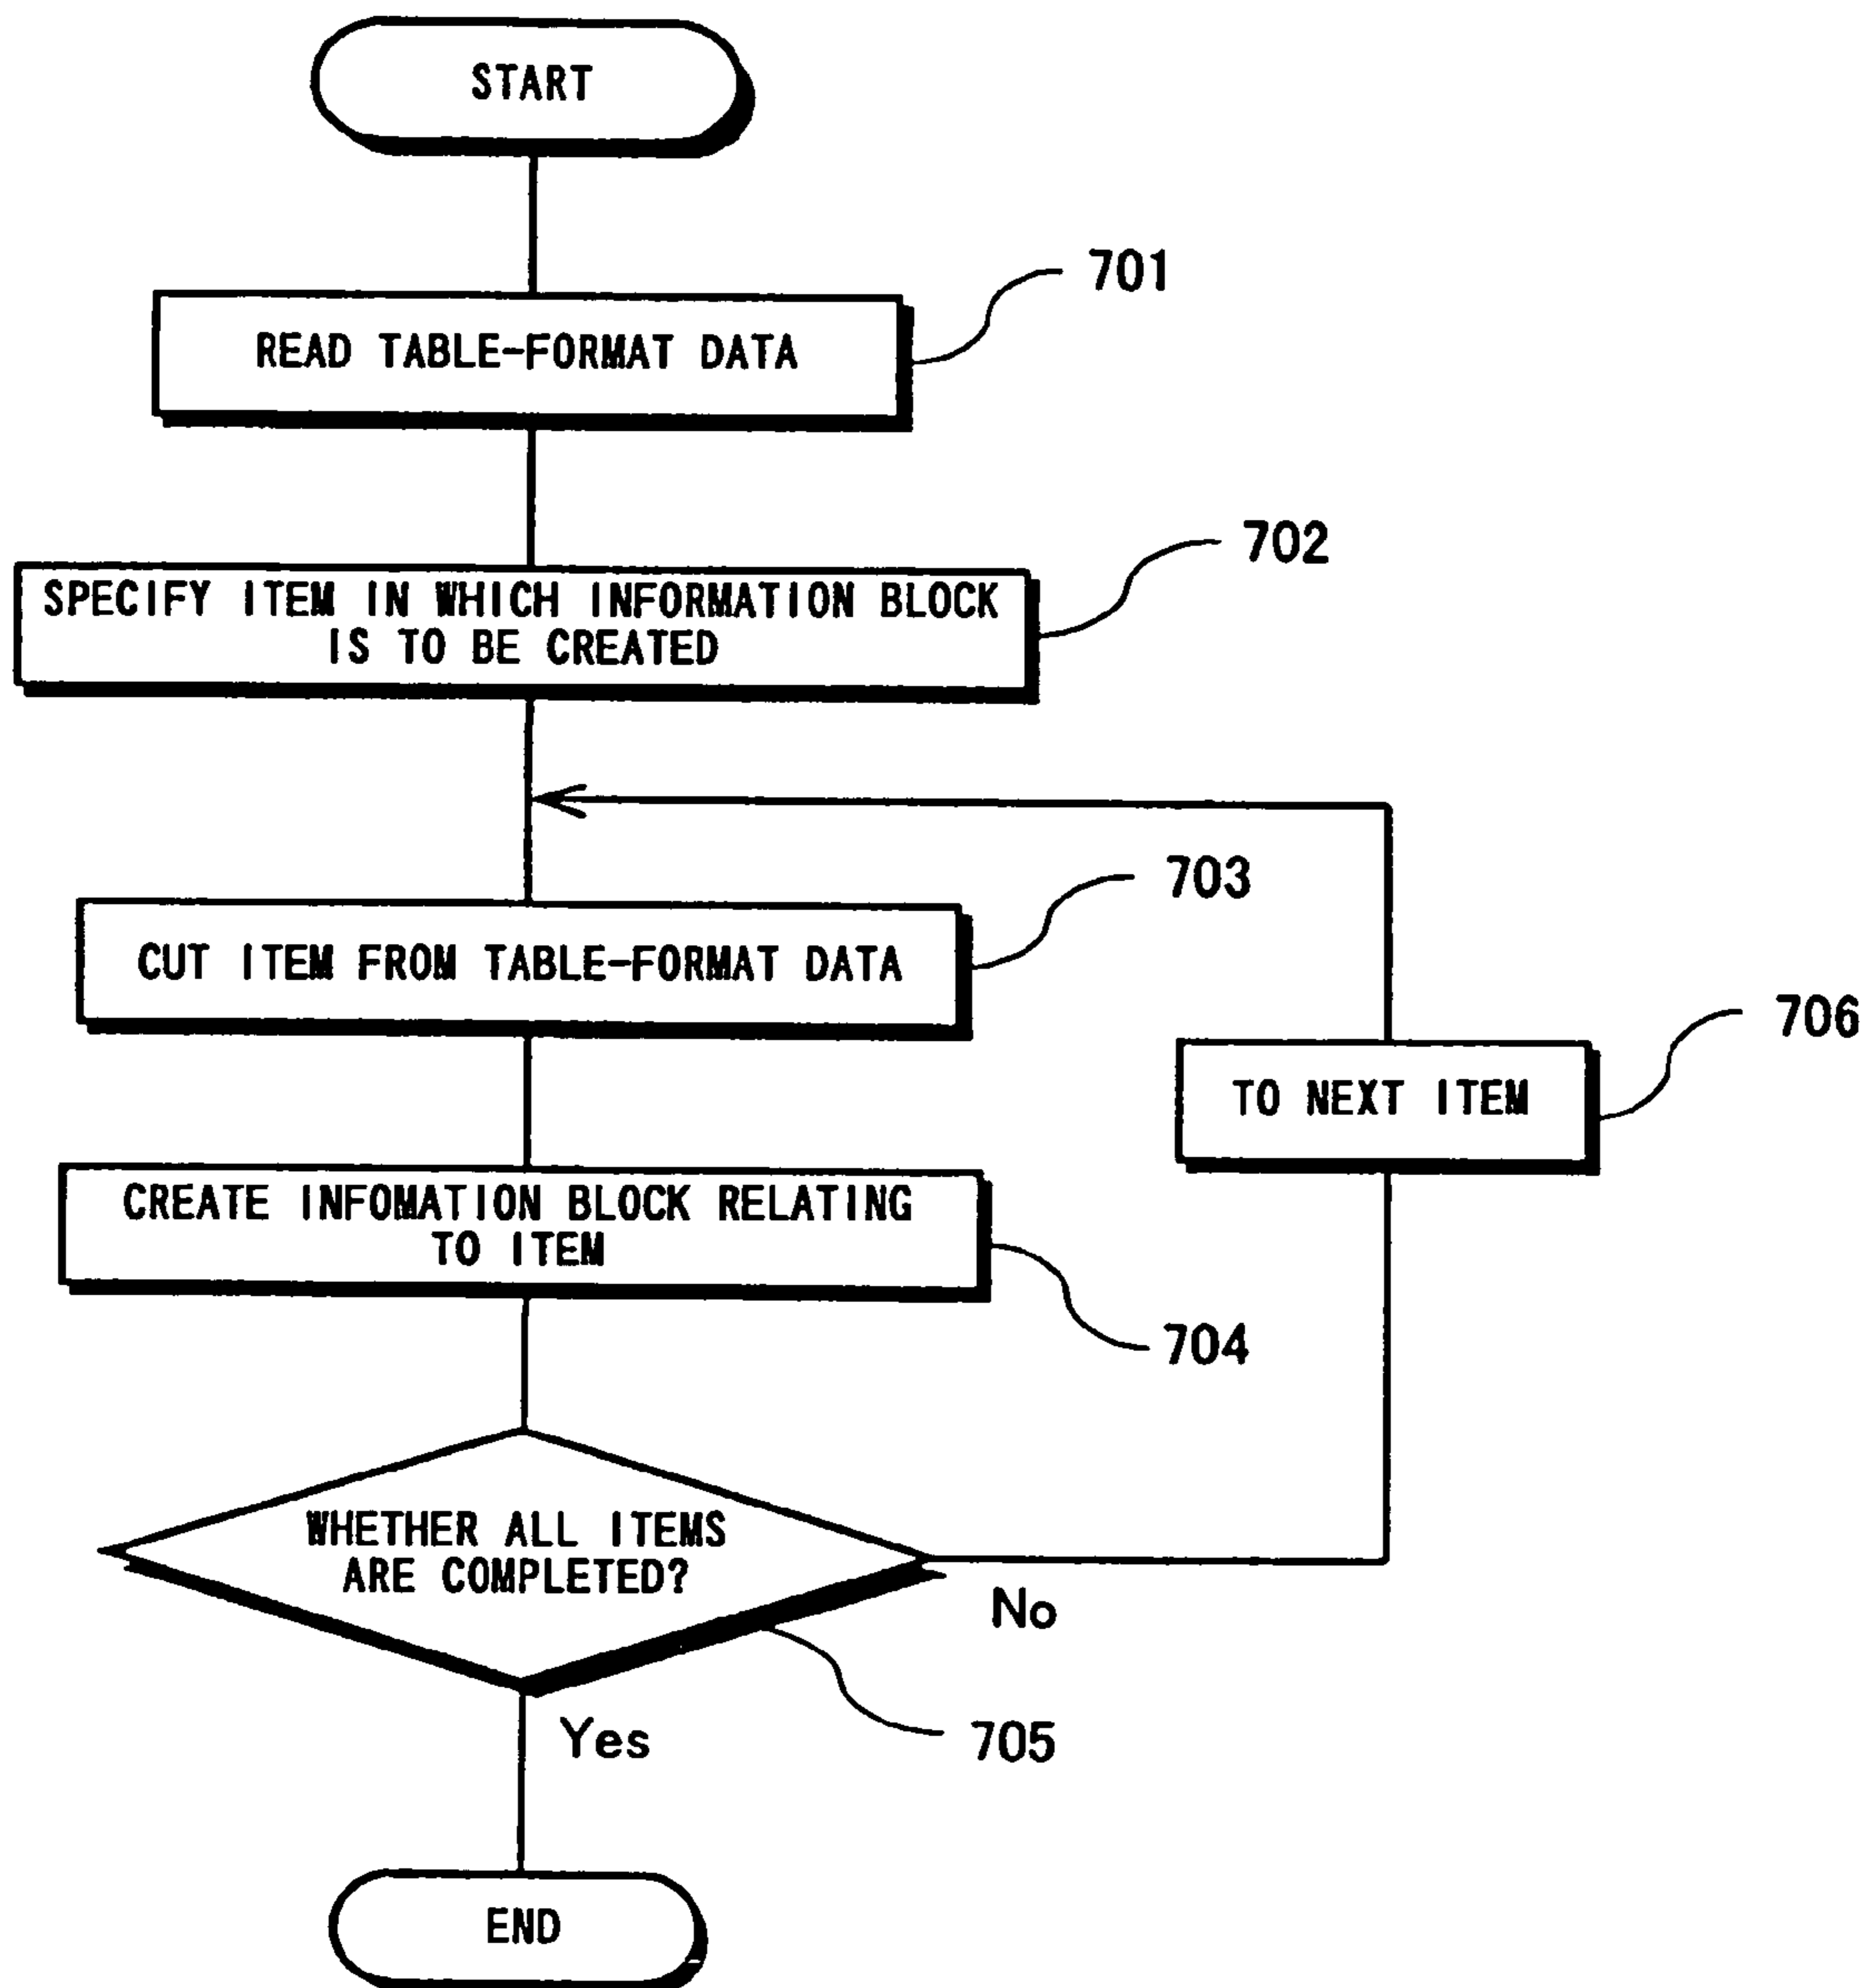 START
701
READ TABLE-FORMAT DATA
702
SPECIFY ITEM IN WHICH INFORMATION BLOCK
IS TO BE CREATED
703
CUT ITEM FROM TABLE-FORMAT DATA
706
TO NEXT ITEM
CREATE INFOMATION BLOCK RELATING
TO ITEM
704
WHETHER ALL ITEMS
ARE COMPLETED?
No
705
Yes
END